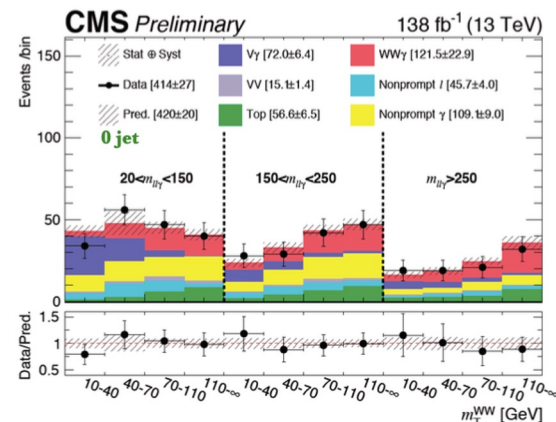 CMS Preliminary 138 fb⁻¹ (13 TeV)
Events /bin
150
100
50
0
Stat ⊕ Syst
Vγ [72.0±6.4]
WWγ [121.5±22.9]
Data [414±27]
VV [15.1±1.4]
Nonprompt l [45.7±4.0]
Pred. [420±20]
Top [56.6±6.5]
Nonprompt γ [109.1±9.0]
0 jet
20<m_llγ<150
150<m_llγ<250
m_llγ>250
Data/Pred.
1.5
1
0.5
10-40 40-70 70-110 110-∞ 10-40 40-70 70-110 110-∞ 10-40 40-70 70-110 110-∞
m_T^WW [GeV]